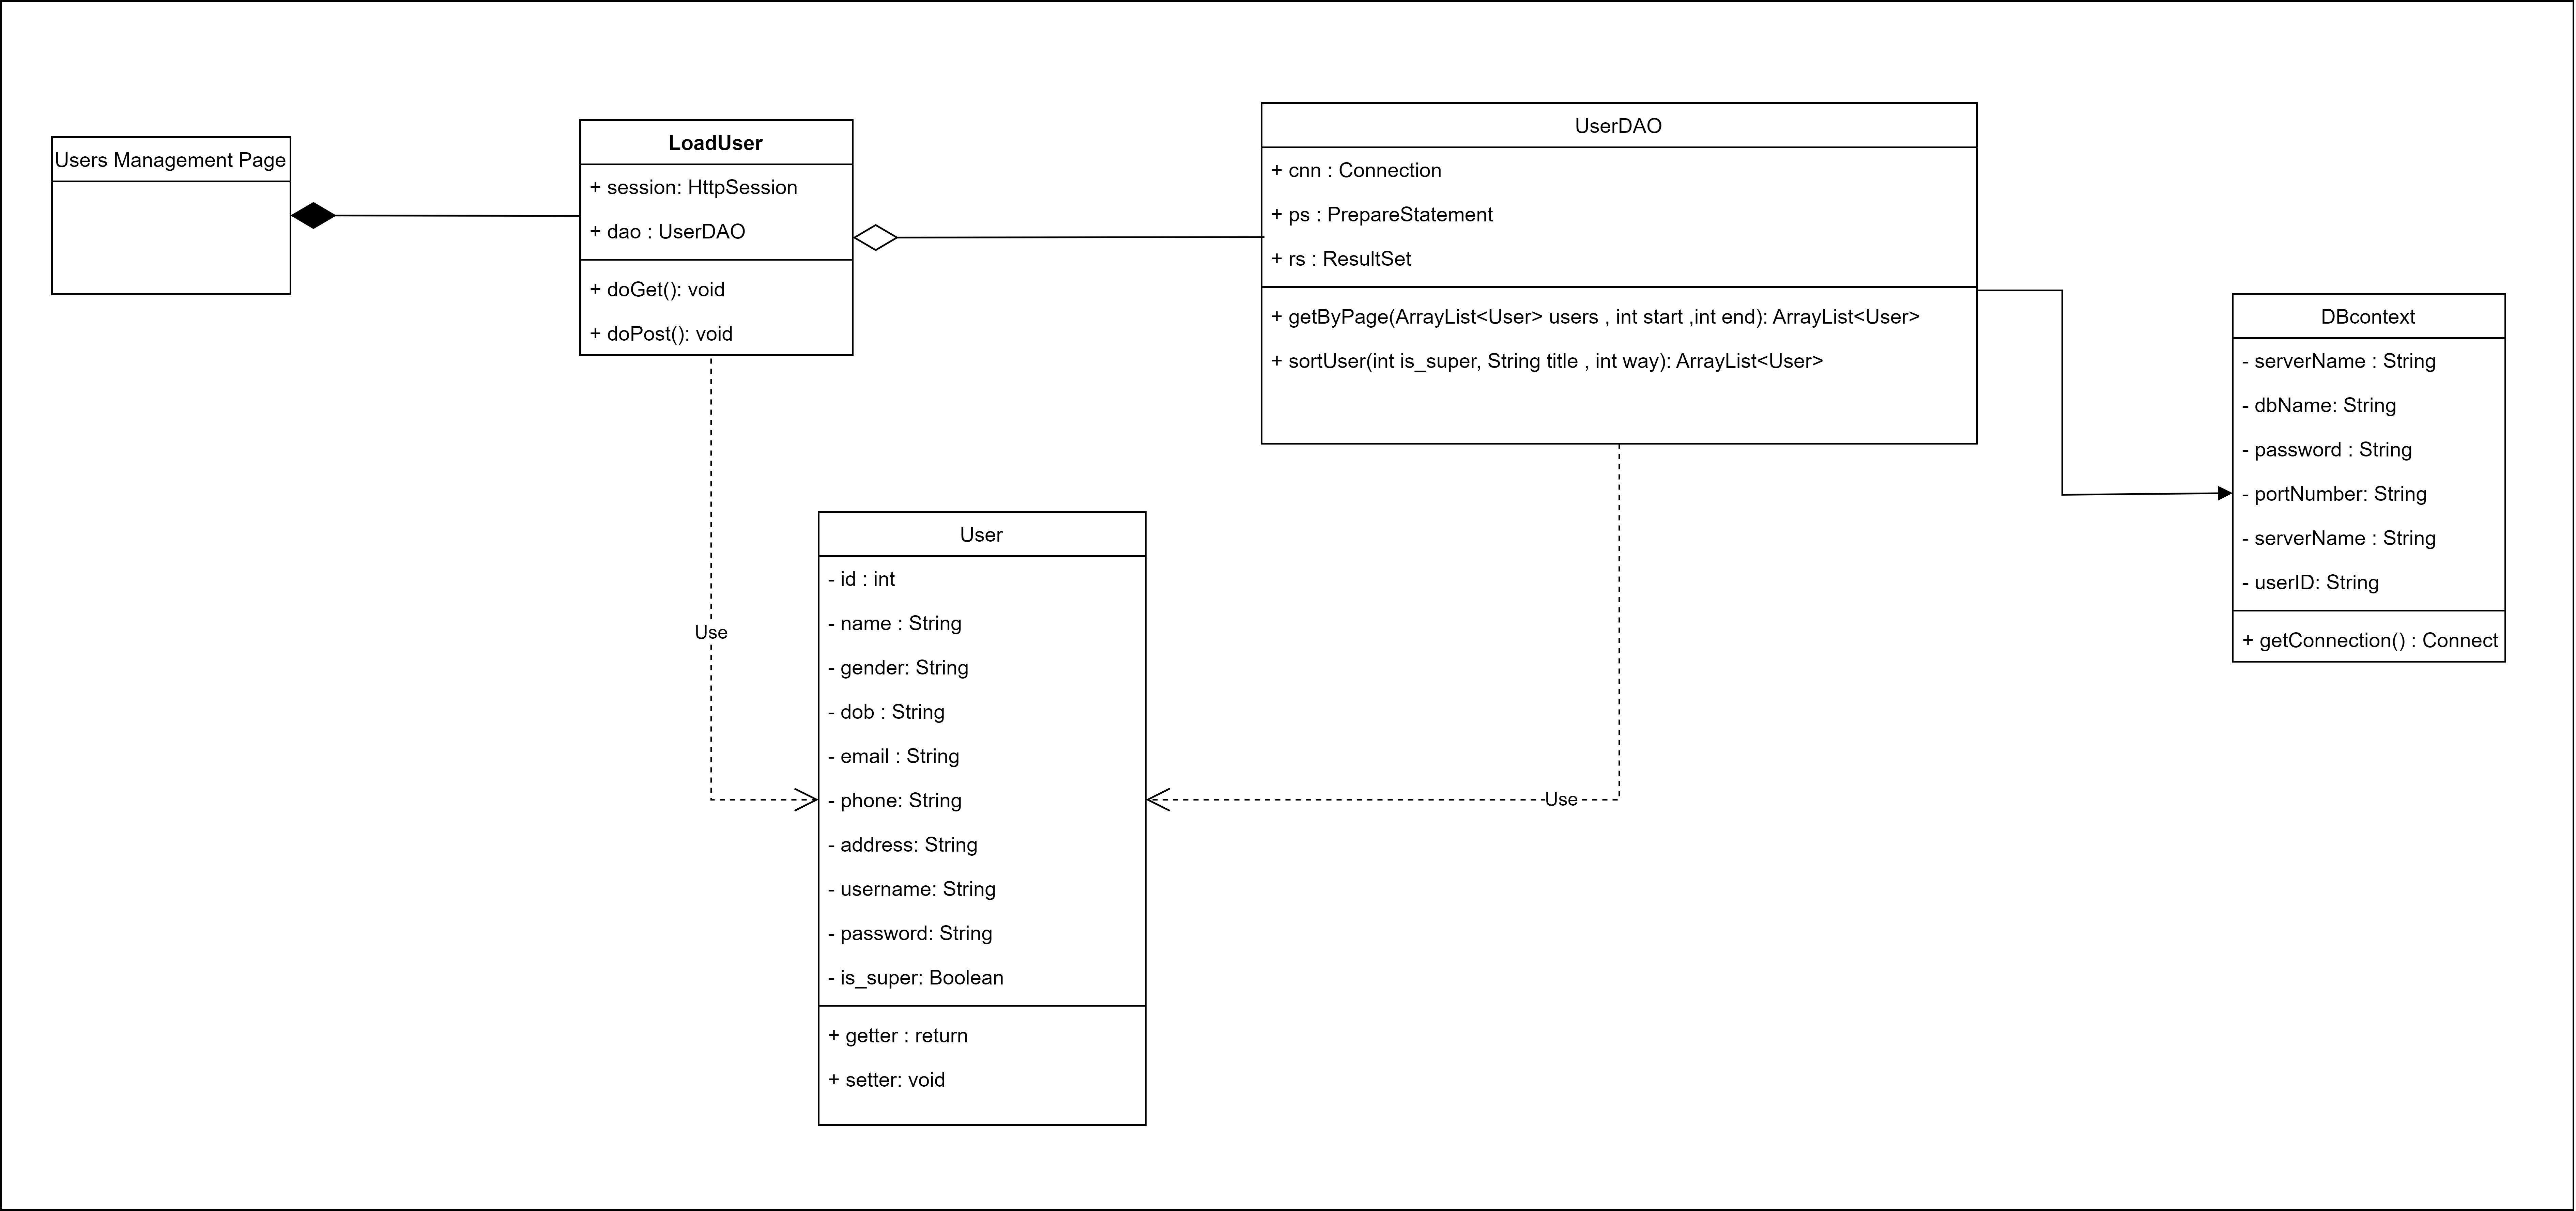 Users Management Page
LoadUser
+ session: HttpSession
+ dao : UserDAO
+ doGet(): void
+ doPost(): void
UserDAO
+ cnn : Connection
+ ps : PrepareStatement
+ rs : ResultSet
+ getByPage(ArrayList<User> users , int start ,int end): ArrayList<User>
+ sortUser(int is_super, String title , int way): ArrayList<User>
DBcontext
- serverName : String
- dbName: String
- password : String
- portNumber: String
- serverName : String
- userID: String
+ getConnection() : Connect
Use
User
- id : int
- name : String
- gender: String
- dob : String
- email : String
- phone: String
- address: String
- username: String
- password: String
- is_super: Boolean
+ getter : return
+ setter: void
Use